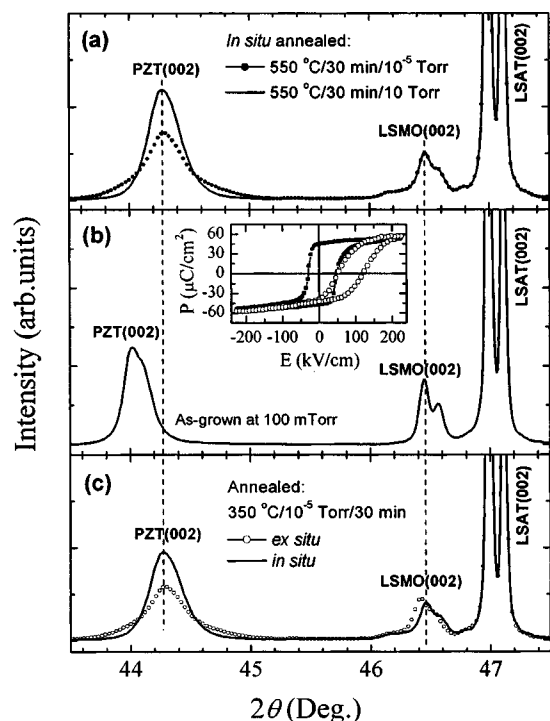 (a)
In situ annealed:
550 °C/30 min/10⁻⁵ Torr
550 °C/30 min/10 Torr
PZT(002)
LSMO(002)
LSAT(002)
(b)
60
30
0
-30
-60
P (μC/cm²)
-200 -100 0 100 200
E (kV/cm)
PZT(002)
As-grown at 100 mTorr
LSMO(002)
LSAT(002)
(c)
Annealed:
350 °C/10⁻⁵ Torr/30 min
ex situ
in situ
PZT(002)
LSMO(002)
LSAT(002)
Intensity (arb.units)
44 45 46 47
2θ (Deg.)